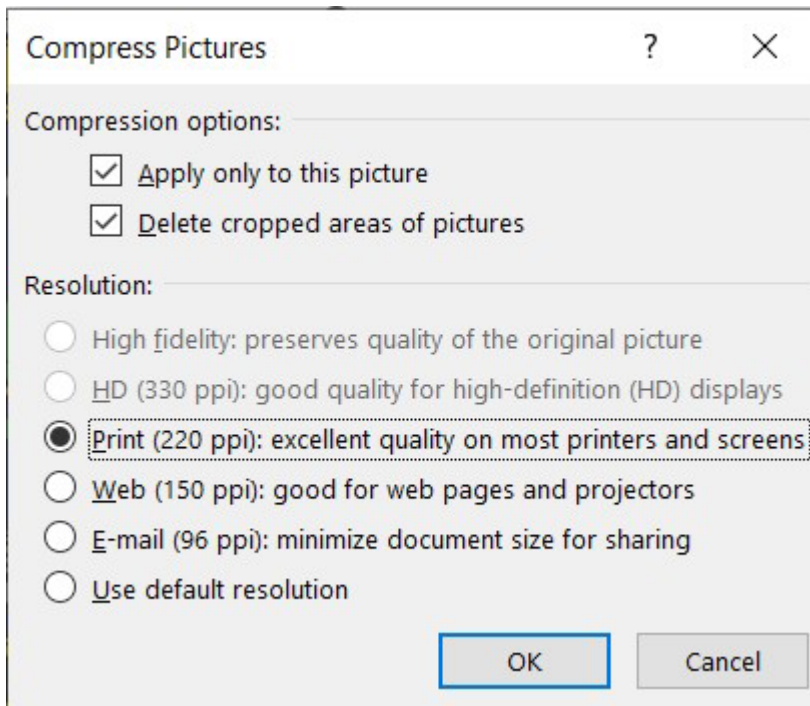 Compress Pictures
Compression options:
Apply only to this picture
Delete cropped areas of pictures
Resolution:
High fidelity: preserves quality of the original picture
HD (330 ppi): good quality for high-definition (HD) displays
Print (220 ppi): excellent quality on most printers and screens
Web (150 ppi): good for web pages and projectors
E-mail (96 ppi): minimize document size for sharing
Use default resolution
OK Cancel